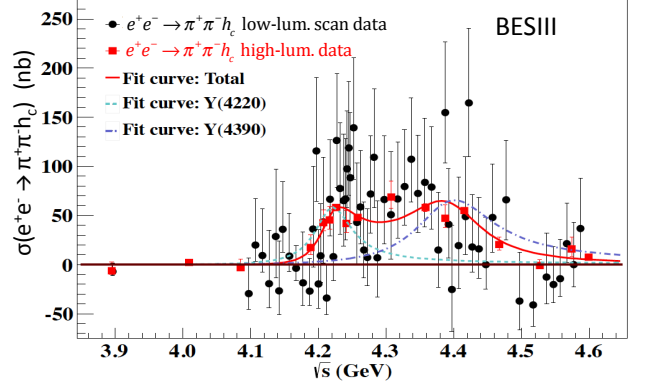 BESIII
e⁺e⁻ → π⁺π⁻h_c low-lum. scan data
e⁺e⁻ → π⁺π⁻h_c high-lum. data
Fit curve: Total
Fit curve: Y(4220)
Fit curve: Y(4390)
σ(e⁺e⁻ → π⁺π⁻h_c) (nb)
250
200
150
100
50
0
-50
3.9 4.0 4.1 4.2 4.3 4.4 4.5 4.6
√s (GeV)